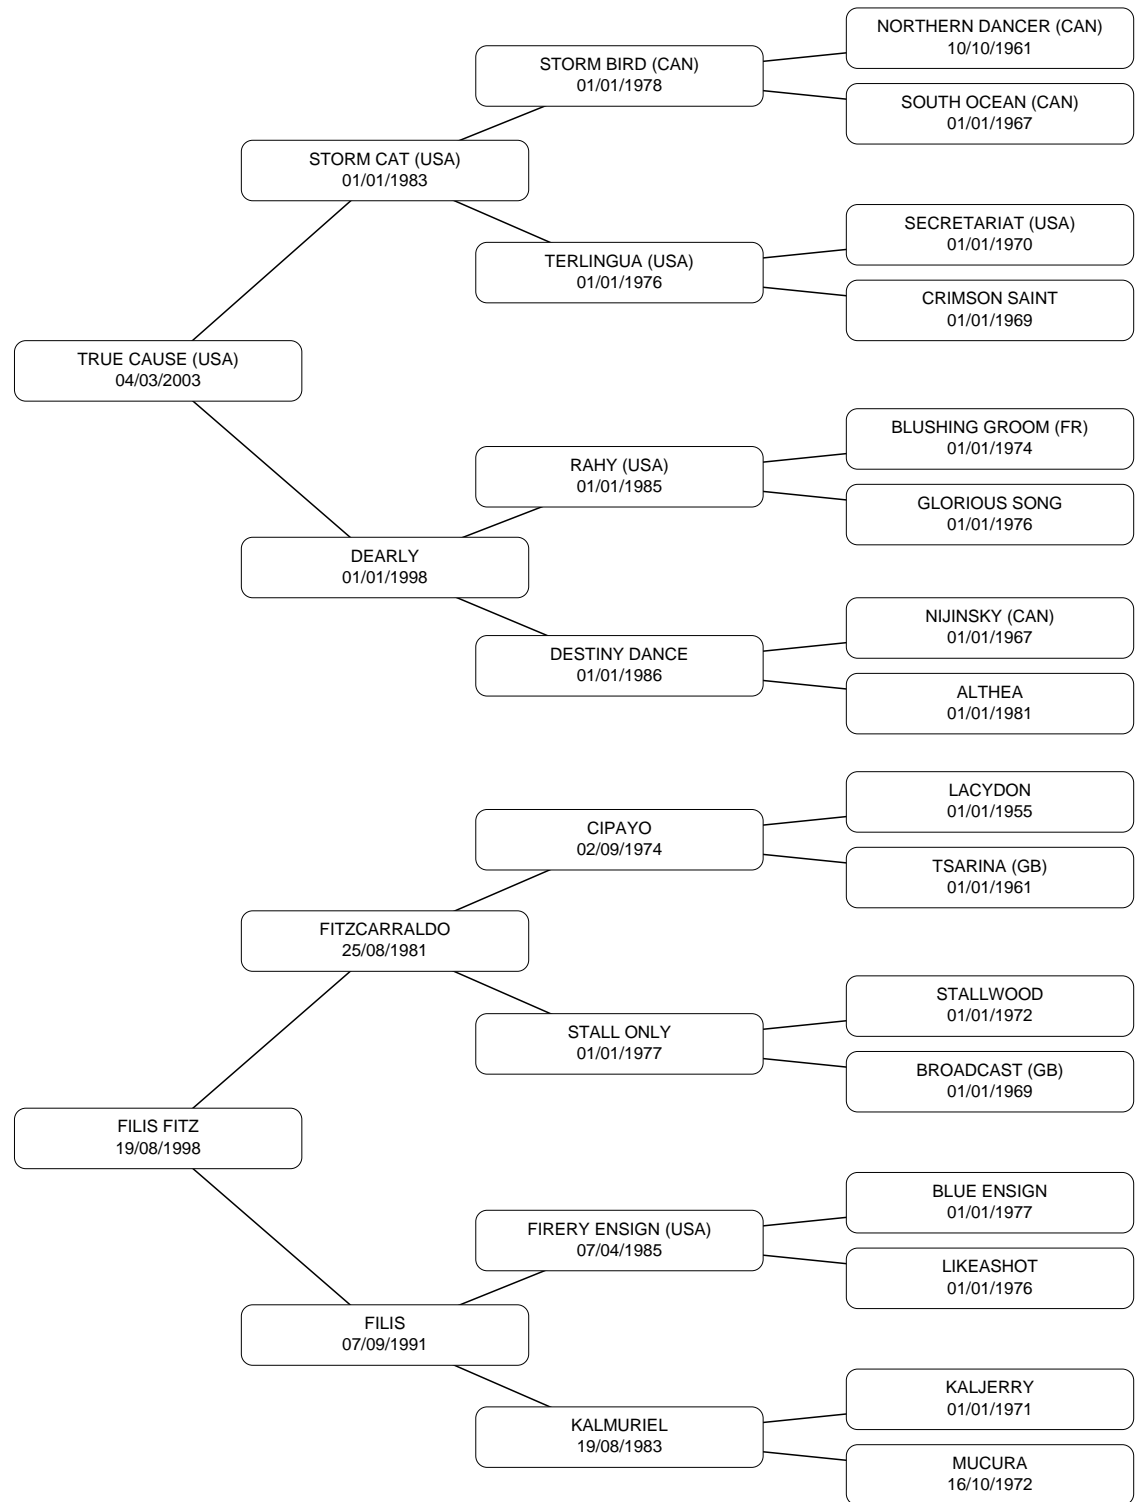 NORTHERN DANCER (CAN)
10/10/1961
STORM BIRD (CAN)
01/01/1978
SOUTH OCEAN (CAN)
01/01/1967
STORM CAT (USA)
01/01/1983
SECRETARIAT (USA)
01/01/1970
TERLINGUA (USA)
01/01/1976
CRIMSON SAINT
01/01/1969
TRUE CAUSE (USA)
04/03/2003
BLUSHING GROOM (FR)
01/01/1974
RAHY (USA)
01/01/1985
GLORIOUS SONG
01/01/1976
DEARLY
01/01/1998
NIJINSKY (CAN)
01/01/1967
DESTINY DANCE
01/01/1986
ALTHEA
01/01/1981
LACYDON
01/01/1955
CIPAYO
02/09/1974
TSARINA (GB)
01/01/1961
FITZCARRALDO
25/08/1981
STALLWOOD
01/01/1972
STALL ONLY
01/01/1977
BROADCAST (GB)
01/01/1969
FILIS FITZ
19/08/1998
BLUE ENSIGN
01/01/1977
FIRERY ENSIGN (USA)
07/04/1985
LIKEASHOT
01/01/1976
FILIS
07/09/1991
KALJERRY
01/01/1971
KALMURIEL
19/08/1983
MUCURA
16/10/1972